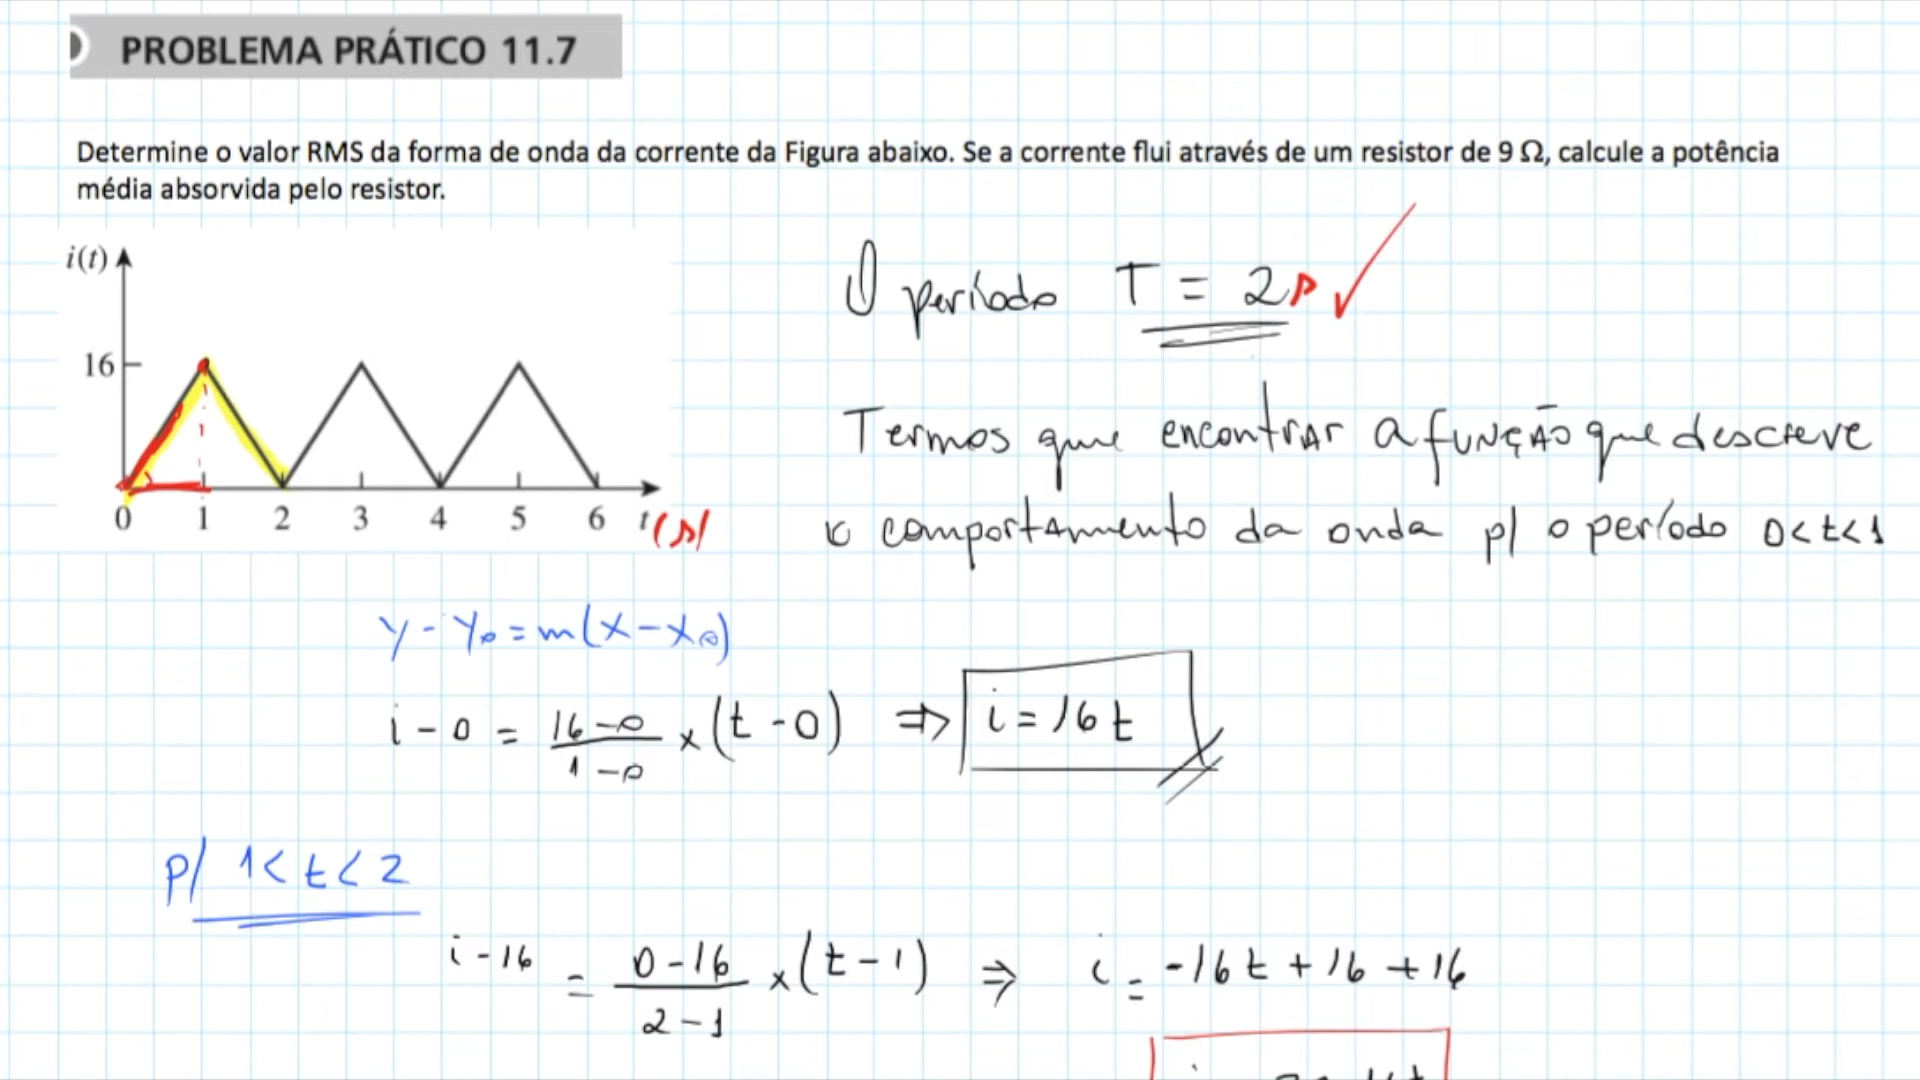 PROBLEMA PRÁTICO 11.7
Determine o valor RMS da forma de onda da corrente da Figura abaixo. Se a corrente flui através de um resistor de 9 Ω, calcule a potência
média absorvida pelo resistor.
i(t)
16
0 1 2 3 4 5 6 t(s)
O período T = 2s
Termos que encontrar a função que descreve
o comportamento da onda p/ o período 0<t<1
y-y₀=m(x-x₀)
i-0 = \frac{16-0}{1-0} x (t-0) ⇒ i=16t
p/ 1<t<2
i-16 = \frac{0-16}{2-1} x (t-1) ⇒ i = -16t+16+16